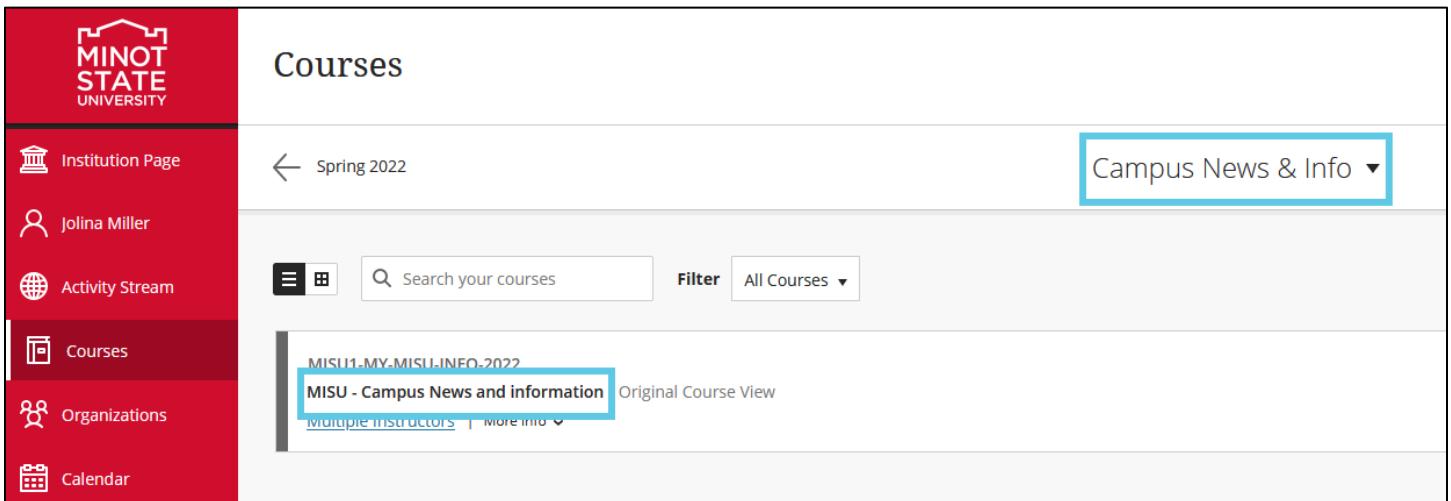 MINOT
STATE
UNIVERSITY
Institution Page
Jolina Miller
Activity Stream
Courses
Organizations
Calendar
Courses
Spring 2022
Campus News & Info
Search your courses
Filter All Courses
MISU1-MY-MISU-INFO-2022
MISU - Campus News and information Original Course View
Multiple Instructors | More info